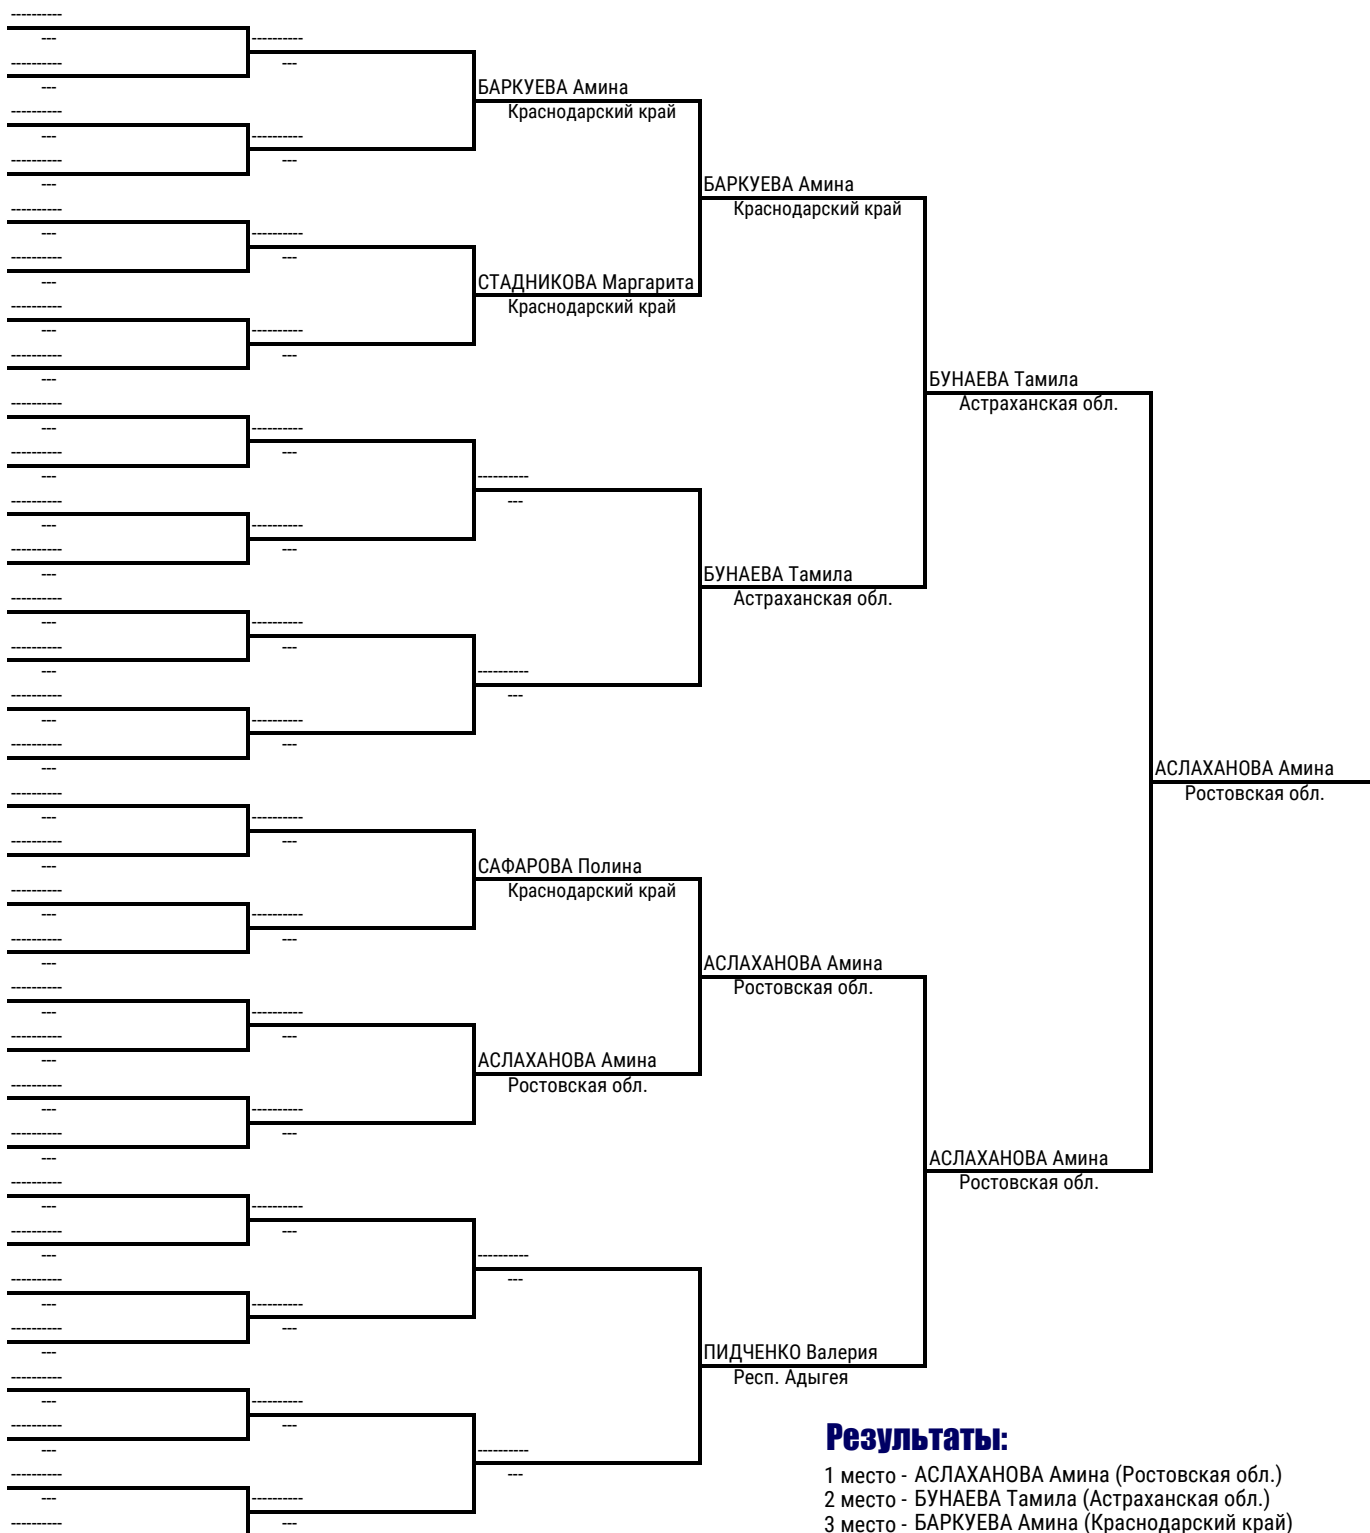 БАРКУЕВА Амина
Краснодарский край
БАРКУЕВА Амина
Краснодарский край
СТАДНИКОВА Маргарита
Краснодарский край
БУНАЕВА Тамила
Астраханская обл.
БУНАЕВА Тамила
Астраханская обл.
АСЛАХАНОВА Амина
Ростовская обл.
САФАРОВА Полина
Краснодарский край
АСЛАХАНОВА Амина
Ростовская обл.
АСЛАХАНОВА Амина
Ростовская обл.
АСЛАХАНОВА Амина
Ростовская обл.
ПИДЧЕНКО Валерия
Респ. Адыгея
Результаты:
1 место - АСЛАХАНОВА Амина (Ростовская обл.)
2 место - БУНАЕВА Тамила (Астраханская обл.)
3 место - БАРКУЕВА Амина (Краснодарский край)